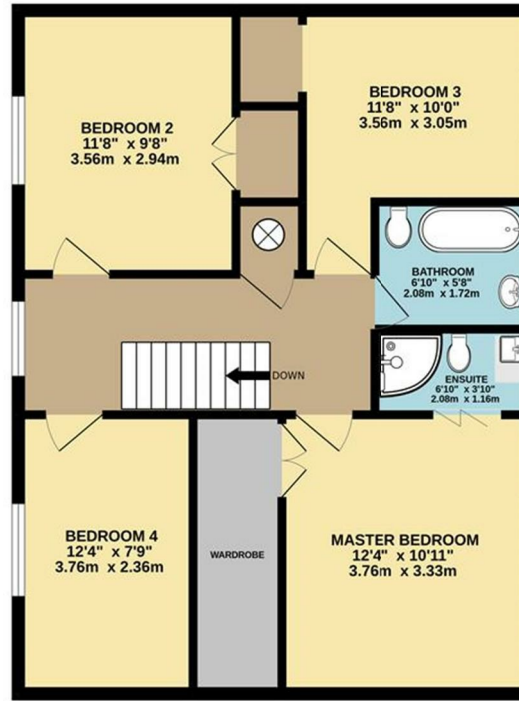 BEDROOM 2
11'8" x 9'8"
3.56m x 2.94m
BEDROOM 3
11'8" x 10'0"
3.56m x 3.05m
BATHROOM
6'10" x 5'8"
2.08m x 1.72m
DOWN
ENSUITE
6'10" x 3'10"
2.08m x 1.16m
BEDROOM 4
12'4" x 7'9"
3.76m x 2.36m
WARDROBE
MASTER BEDROOM
12'4" x 10'11"
3.76m x 3.33m